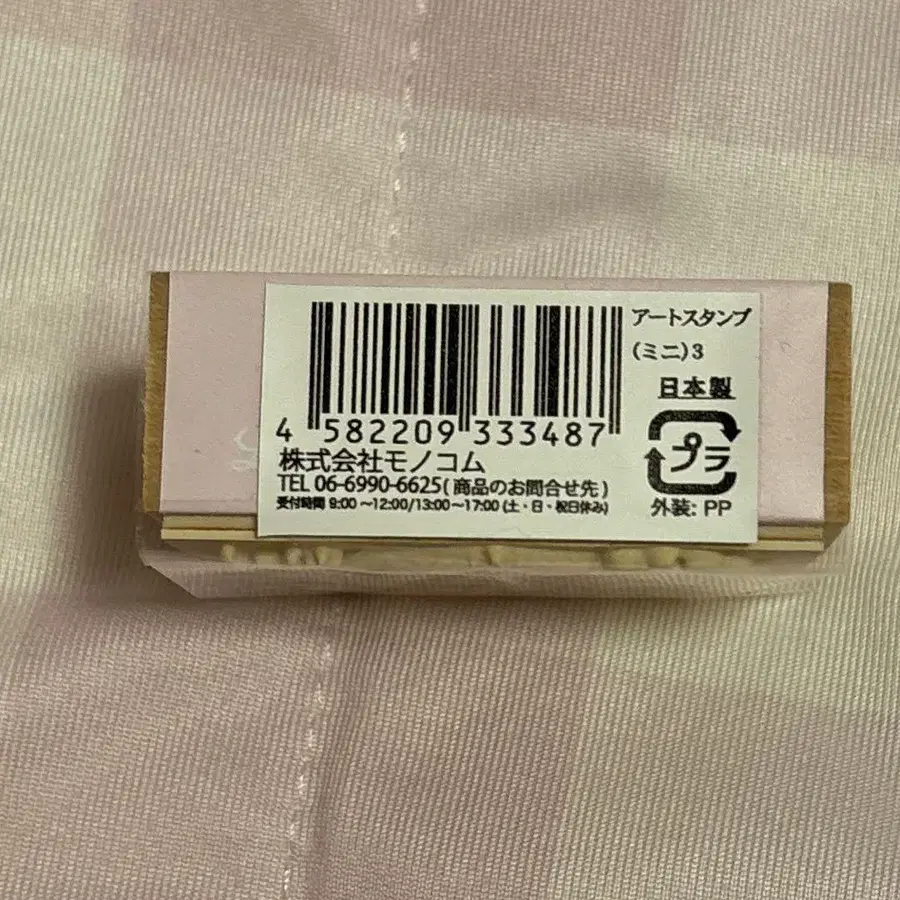 アートスタンプ
(ミニ)3
日本製
プラ
外装: PP
4 582209 333487
株式会社モノコム
TEL 06-6990-6625(商品のお問合せ先)
受付時間 9:00 ～12:00/13:00～17:00 (土・日・祝日休み)